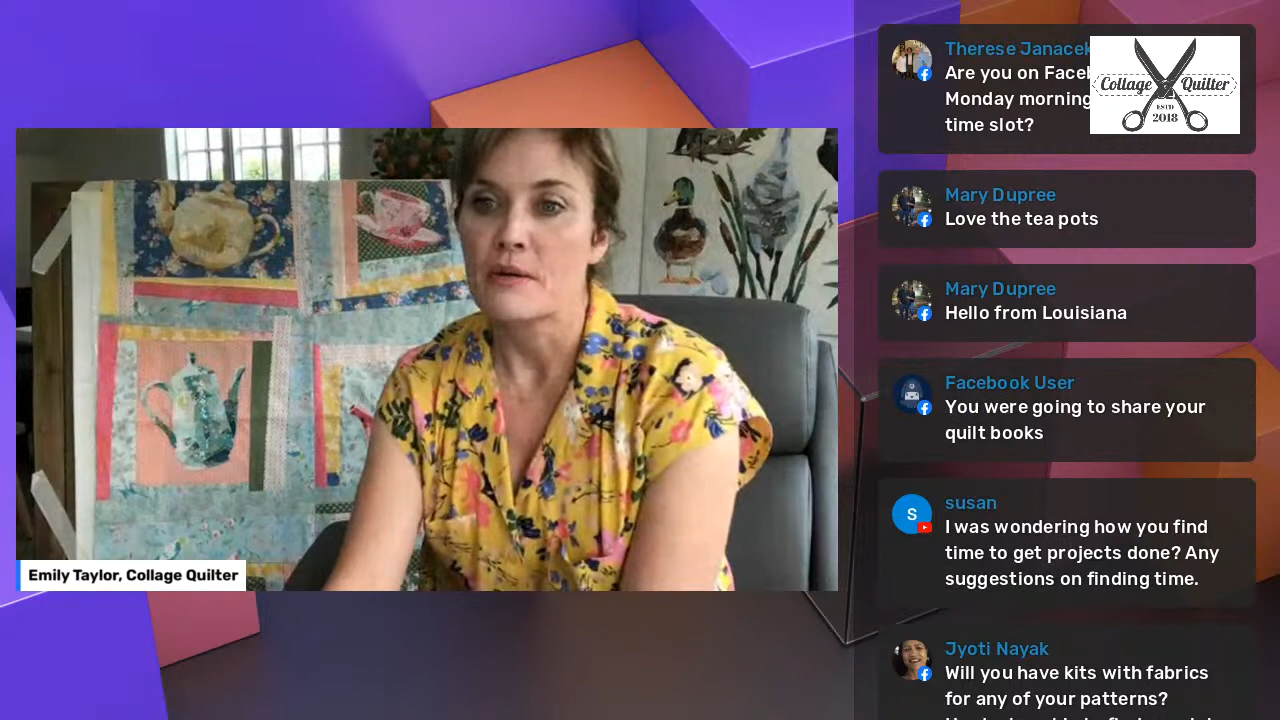 Therese Janacek
Are you on
Monday morning
time slot?
Collage Quilter
ESTD
2018
Mary Dupree
Love the tea pots
Mary Dupree
Hello from Louisiana
Facebook User
You were going to share your
quilt books
S
susan
I was wondering how you find
time to get projects done? Any
suggestions on finding time.
Jyoti Nayak
Will you have kits with fabrics
for any of your patterns?
Emily Taylor, Collage Quilter